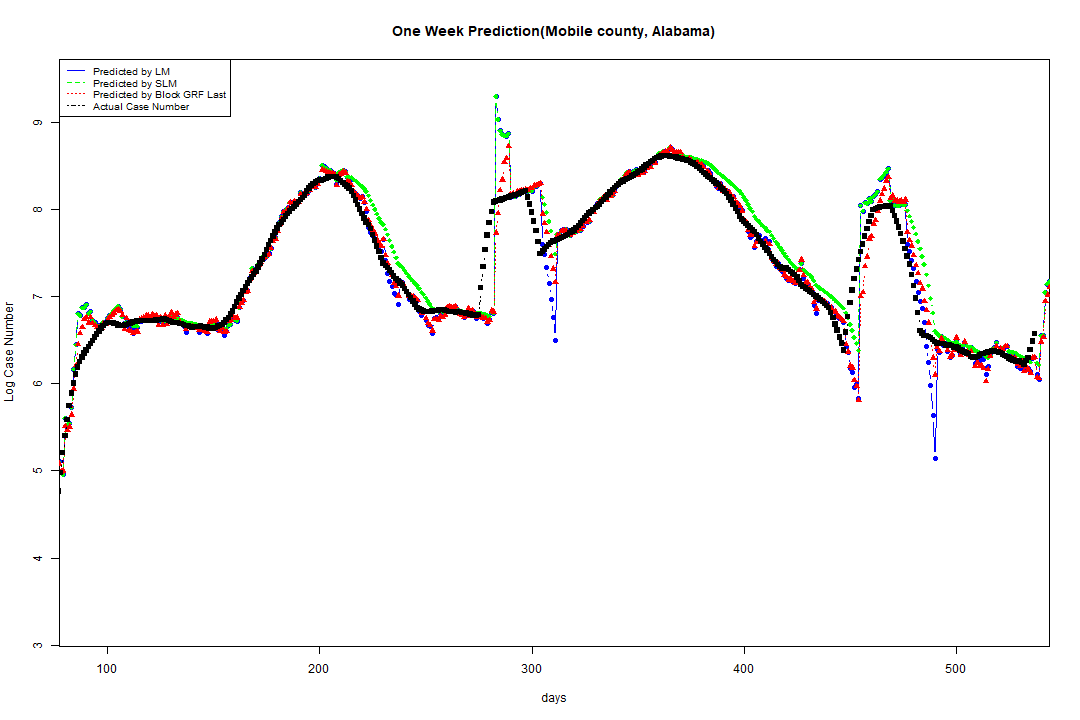 One Week Prediction(Mobile county, Alabama)
Predicted by LM
Predicted by SLM
Predicted by Block GRF Last
Actual Case Number
9
8
7
6
5
4
3
Log Case Number
100 200 300 400 500
days